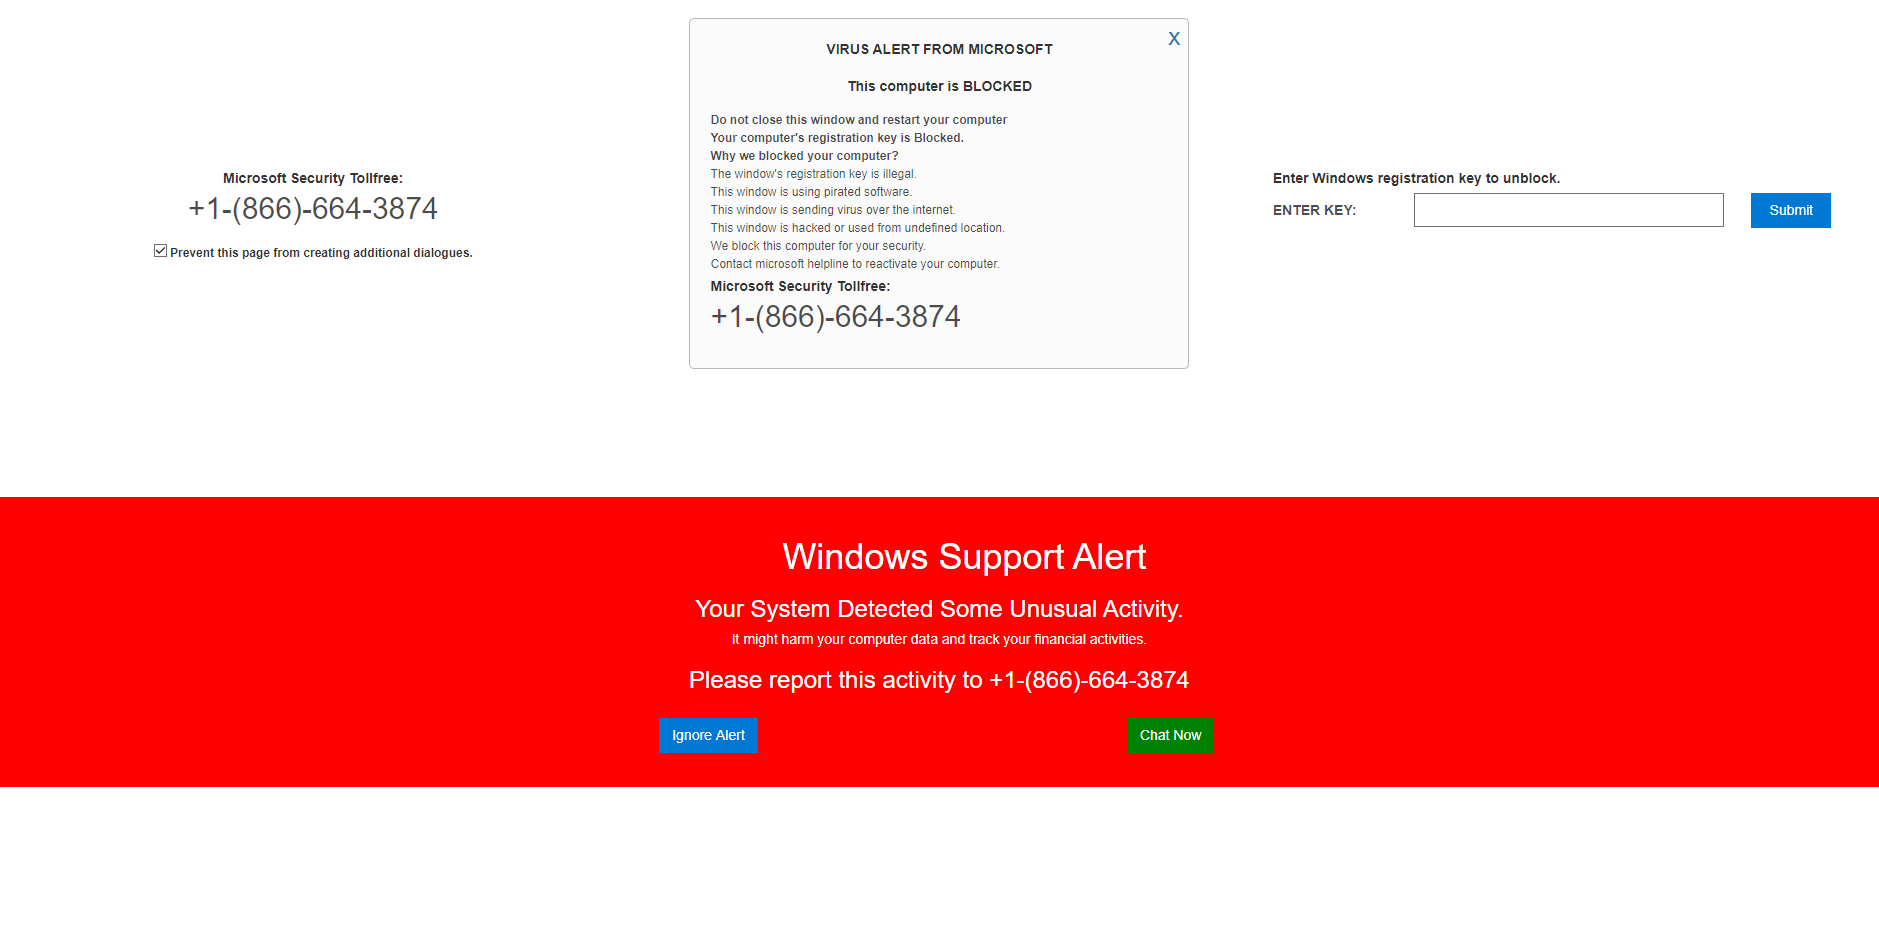 Microsoft Security Tollfree:
+1-(866)-664-3874
Prevent this page from creating additional dialogues.
X
VIRUS ALERT FROM MICROSOFT
This computer is BLOCKED
Do not close this window and restart your computer
Your computer's registration key is Blocked.
Why we blocked your computer?
The window's registration key is illegal.
This window is using pirated software.
This window is sending virus over the internet.
This window is hacked or used from undefined location.
We block this computer for your security.
Contact microsoft helpline to reactivate your computer.
Microsoft Security Tollfree:
+1-(866)-664-3874
Enter Windows registration key to unblock.
ENTER KEY:
Submit
Windows Support Alert
Your System Detected Some Unusual Activity.
It might harm your computer data and track your financial activities.
Please report this activity to +1-(866)-664-3874
Ignore Alert
Chat Now